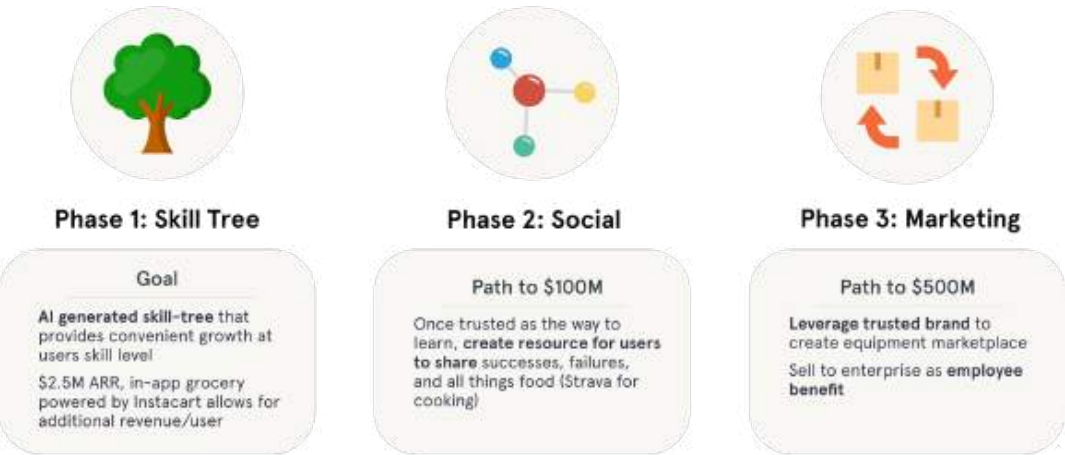 Phase 1: Skill Tree
Goal
AI generated skill-tree that
provides convenient growth at
users skill level
$2.5M ARR, in-app grocery
powered by Instacart allows for
additional revenue/user
Phase 2: Social
Path to $100M
Once trusted as the way to
learn, create resource for users
to share successes, failures,
and all things food (Strava for
cooking)
Phase 3: Marketing
Path to $500M
Leverage trusted brand to
create equipment marketplace
Sell to enterprise as employee
benefit